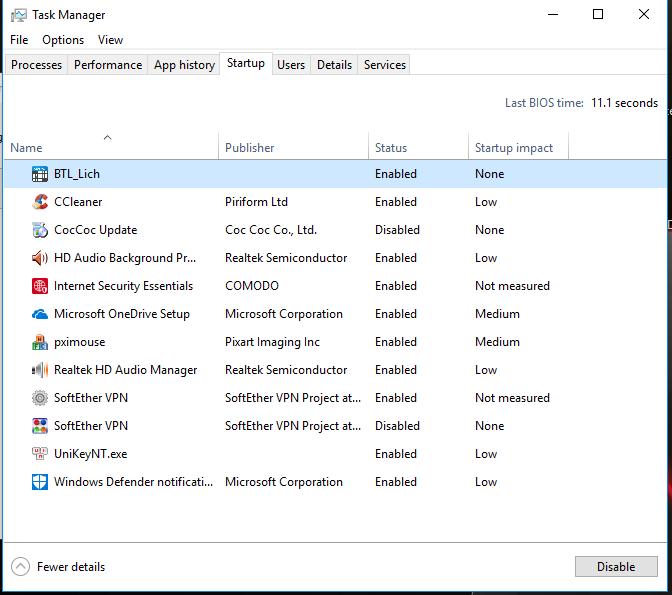 Task Manager
File Options View
Processes Performance App history Startup Users Details Services
Last BIOS time: 11.1 seconds
Name Publisher Status Startup impact
BTL_Lich Enabled None
CCleaner Piriform Ltd Enabled Low
CocCoc Update Coc Coc Co., Ltd. Disabled None
HD Audio Background Pr... Realtek Semiconductor Enabled Low
Internet Security Essentials COMODO Enabled Not measured
Microsoft OneDrive Setup Microsoft Corporation Enabled Medium
pximouse Pixart Imaging Inc Enabled Medium
Realtek HD Audio Manager Realtek Semiconductor Enabled Low
SoftEther VPN SoftEther VPN Project at... Enabled Not measured
SoftEther VPN SoftEther VPN Project at... Disabled None
UniKeyNT.exe Enabled Low
Windows Defender notificati... Microsoft Corporation Enabled Low
Fewer details Disable